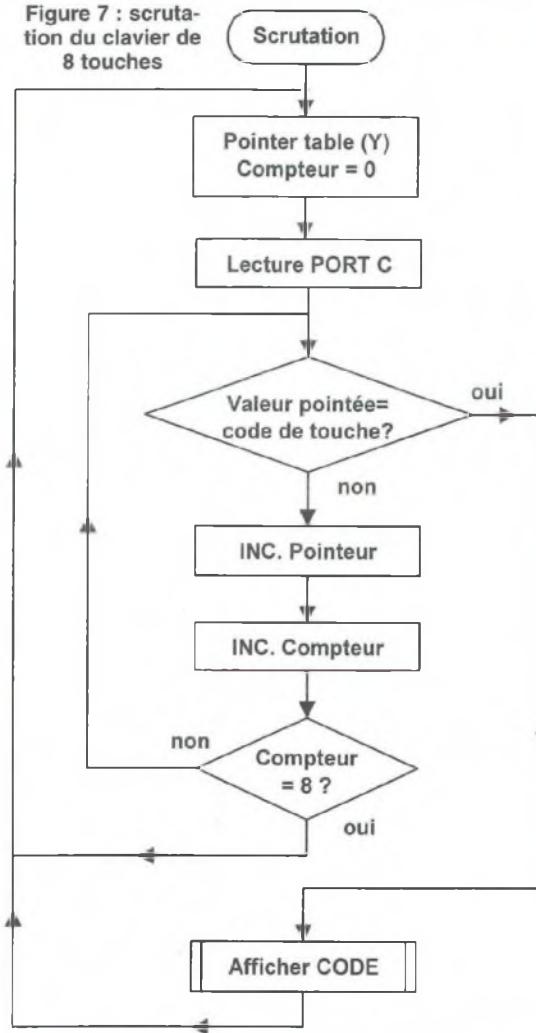 Figure 7 : scruta-
tion du clavier de
8 touches
Scrutation
Pointer table (Y)
Compteur = 0
Lecture PORT C
Valeur pointée=
code de touche?
oui
non
INC. Pointeur
INC. Compteur
non
Compteur
= 8 ?
oui
Afficher CODE